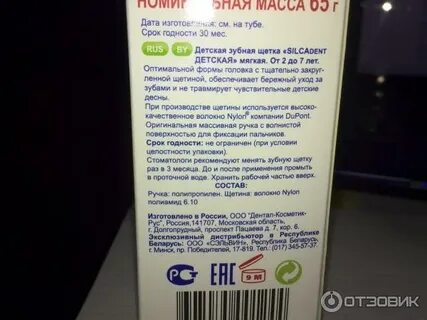 НОМИНАЛЬНАЯ МАССА 65 г
Дата изготовления: см. на тубе.
Срок годности 30 мес.
RUS BY Детская зубная щетка «SILCADENT
ДЕТСКАЯ» мягкая. От 2 до 7 лет.
Оптимальной формы головка с тщательно закруг-
ленной щетиной, обеспечивает бережный уход за
зубами и не травмирует чувствительные детские
десны.
При производстве щетины используется высоко-
качественное волокно Nylon® компании DuPont.
Оригинальная массивная ручка с волнистой
поверхностью для фиксации пальчиков.
Срок годности: не ограничен (при условии
целостности упаковки).
Стоматологи рекомендуют менять зубную щетку
раз в 3 месяца. До и после применения промыть
в проточной воде. Хранить рабочей частью вверх.
СОСТАВ:
Ручка: полипропилен. Щетина: волокно Nylon
полиамид 6.10
Изготовлено в России, ООО "Дентал-Косметик-
Рус", Россия,141707, Московская область,
г. Долгопрудный, проспект Пацаева д.7, кор. 6.
Эксклюзивный дистрибьютор в Республике
Беларусь: ООО «СЭЛЬВИН», Республика Беларусь,
г. Минск, пр. Победителей, 17-819. Тел.: (017) 345-57-37.
РС ЕАС 9 М
ОТЗОВИК